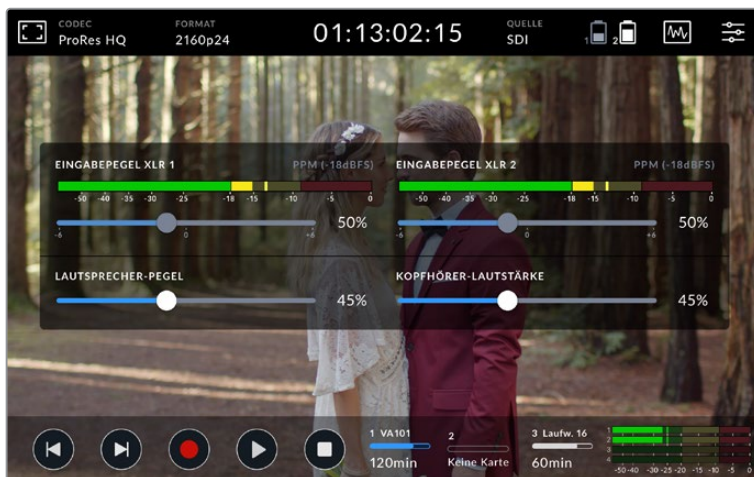 CODEC
ProRes HQ
FORMAT
2160p24
01:13:02:15
QUELLE
SDI
1
2
EINGABEPEGEL XLR 1
PPM (-18dBFS)
-50 -40 -35 -30 -25 -18 -15 -10 -5 0
50%
-6 0 +6
EINGABEPEGEL XLR 2
PPM (-18dBFS)
-50 -40 -35 -30 -25 -18 -15 -10 -5 0
50%
-6 0 +6
LAUTSPRECHER-PEGEL
45%
KOPFHÖRER-LAUTSTÄRKE
45%
1 VA101
120min
2
Keine Karte
3 Laufw. 16
60min
1
2
3
4
-50 -40 -30 -25 -20 -15 -10 -5 0